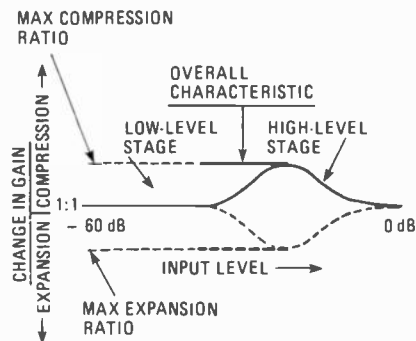 MAX COMPRESSION
RATIO
OVERALL
CHARACTERISTIC
LOW-LEVEL
STAGE
HIGH-LEVEL
STAGE
CHANGE IN GAIN
EXPANSION | COMPRESSION
1:1
− 60 dB
0 dB
INPUT LEVEL
MAX EXPANSION
RATIO